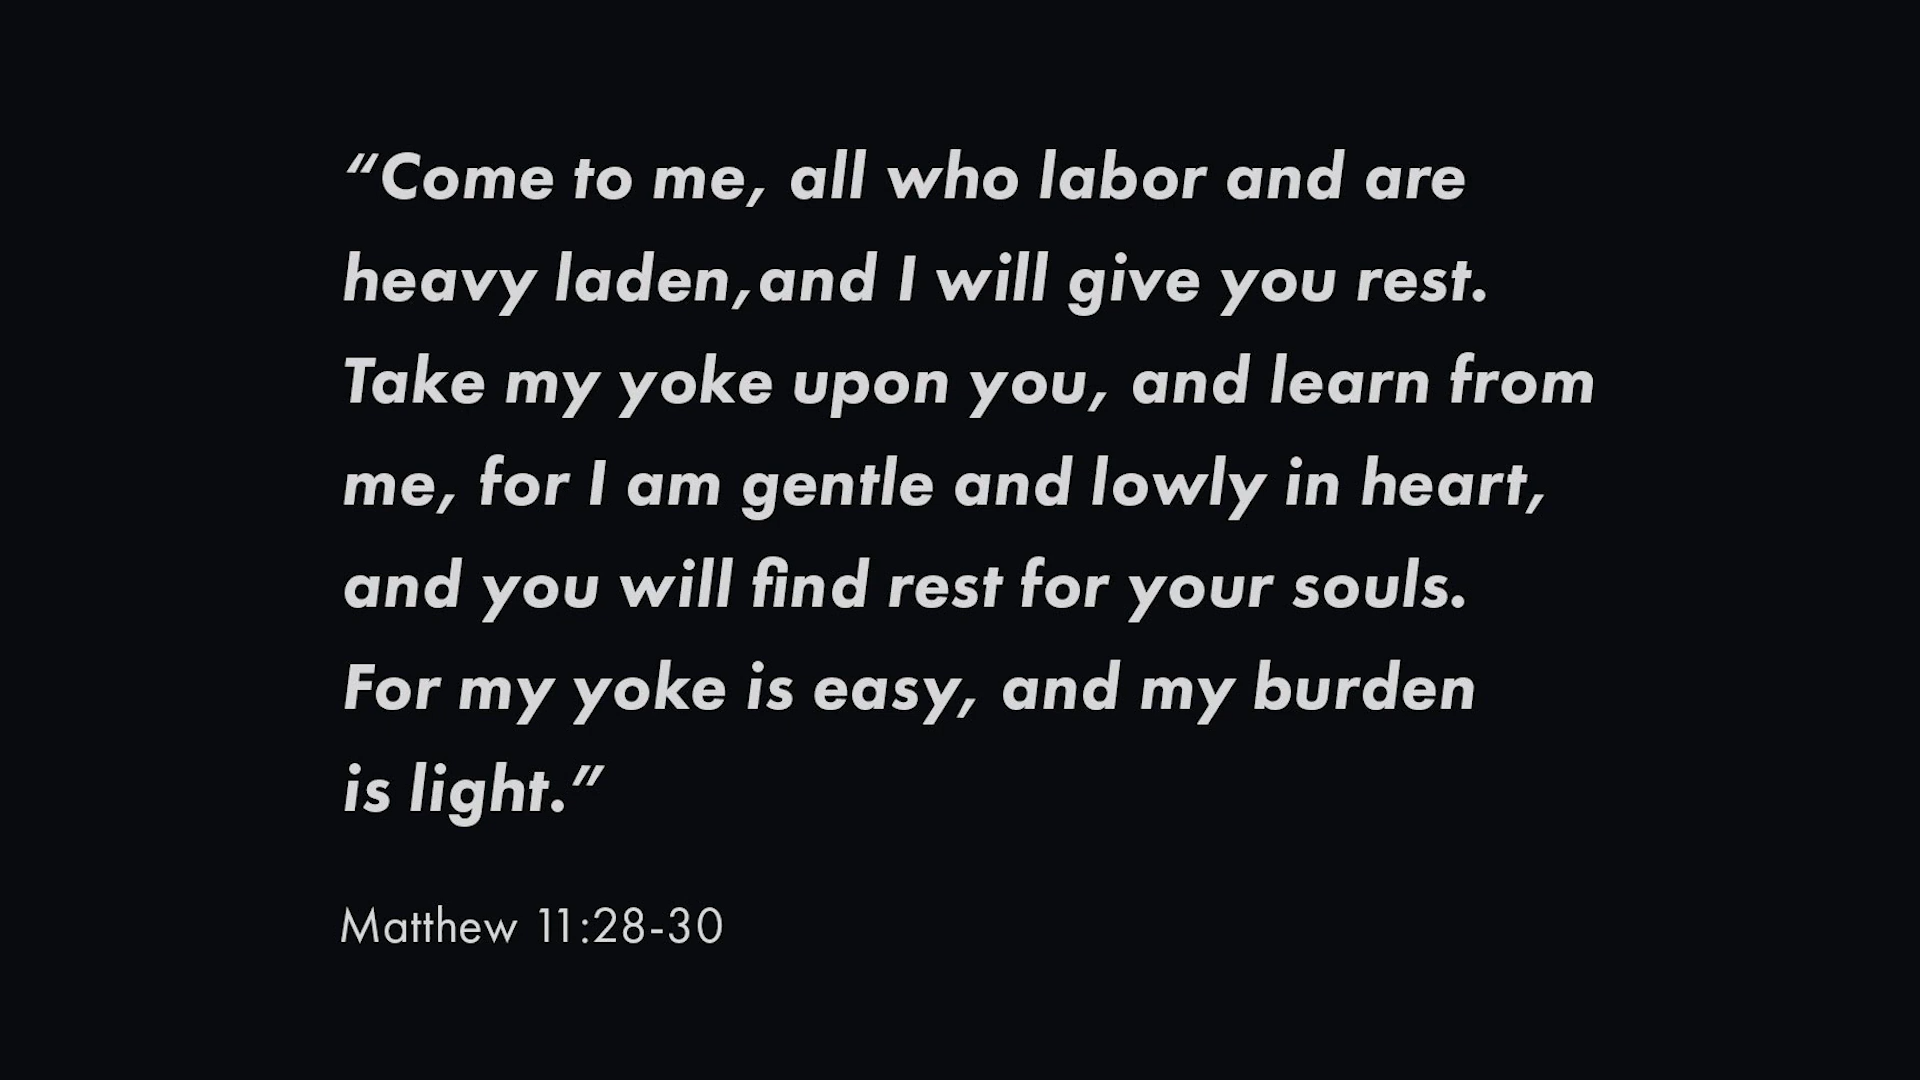 “Come to me, all who labor and are
heavy laden,and I will give you rest.
Take my yoke upon you, and learn from
me, for I am gentle and lowly in heart,
and you will find rest for your souls.
For my yoke is easy, and my burden
is light.”
Matthew 11:28-30